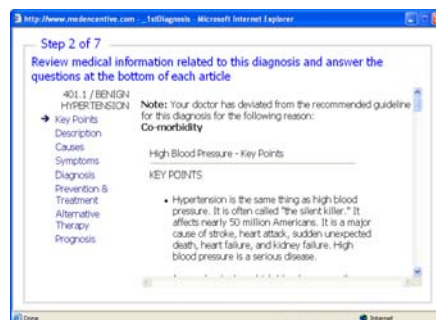 http://www.medencentive.com - _1stDiagnosis - Microsoft Internet Explorer
Step 2 of 7
Review medical information related to this diagnosis and answer the
questions at the bottom of each article
401.1 / BENIGN
HYPERTENSION
Key Points
Description
Causes
Symptoms
Diagnosis
Prevention &
Treatment
Alternative
Therapy
Prognosis
Note: Your doctor has deviated from the recommended guideline
for this diagnosis for the following reason:
Co-morbidity
High Blood Pressure - Key Points
KEY POINTS
• Hypertension is the same thing as high blood
pressure. It is often called "the silent killer." It
affects nearly 50 million Americans. It is a major
cause of stroke, heart attack, sudden unexpected
death, heart failure, and kidney failure. High
blood pressure is a serious disease.
Done
Internet